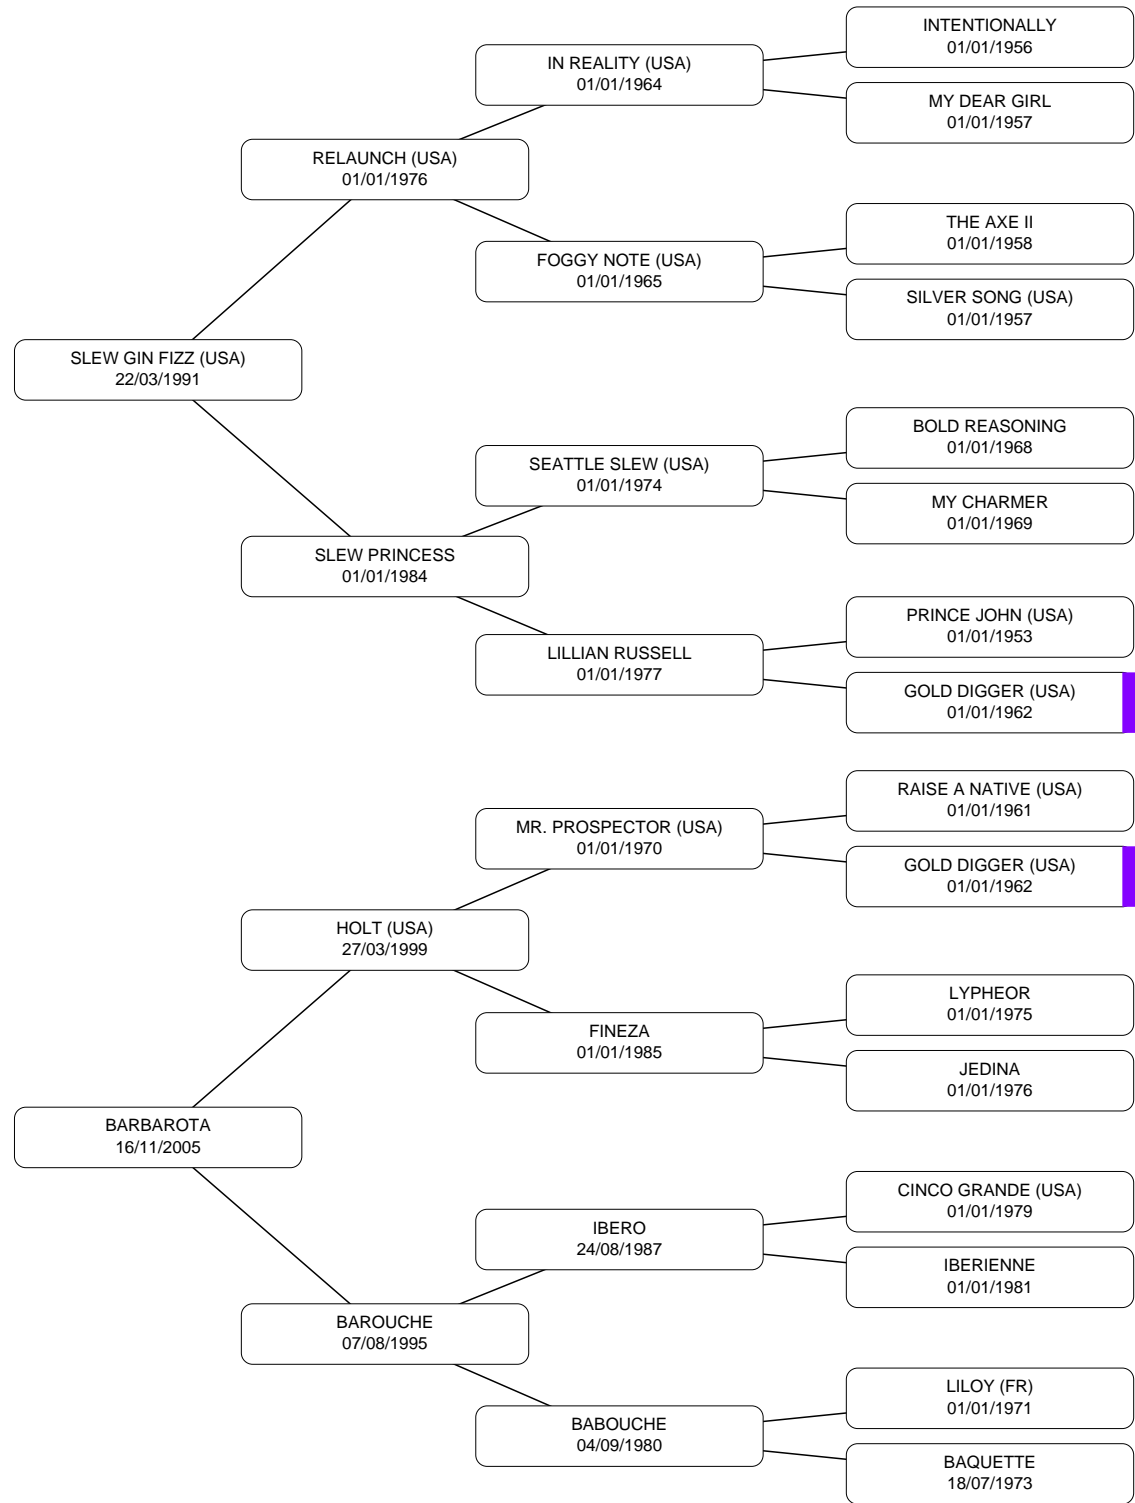 INTENTIONALLY
01/01/1956
IN REALITY (USA)
01/01/1964
MY DEAR GIRL
01/01/1957
RELAUNCH (USA)
01/01/1976
THE AXE II
01/01/1958
FOGGY NOTE (USA)
01/01/1965
SILVER SONG (USA)
01/01/1957
SLEW GIN FIZZ (USA)
22/03/1991
BOLD REASONING
01/01/1968
SEATTLE SLEW (USA)
01/01/1974
MY CHARMER
01/01/1969
SLEW PRINCESS
01/01/1984
PRINCE JOHN (USA)
01/01/1953
LILLIAN RUSSELL
01/01/1977
GOLD DIGGER (USA)
01/01/1962
RAISE A NATIVE (USA)
01/01/1961
MR. PROSPECTOR (USA)
01/01/1970
GOLD DIGGER (USA)
01/01/1962
HOLT (USA)
27/03/1999
LYPHEOR
01/01/1975
FINEZA
01/01/1985
JEDINA
01/01/1976
BARBAROTA
16/11/2005
CINCO GRANDE (USA)
01/01/1979
IBERO
24/08/1987
IBERIENNE
01/01/1981
BAROUCHE
07/08/1995
LILOY (FR)
01/01/1971
BABOUCHE
04/09/1980
BAQUETTE
18/07/1973